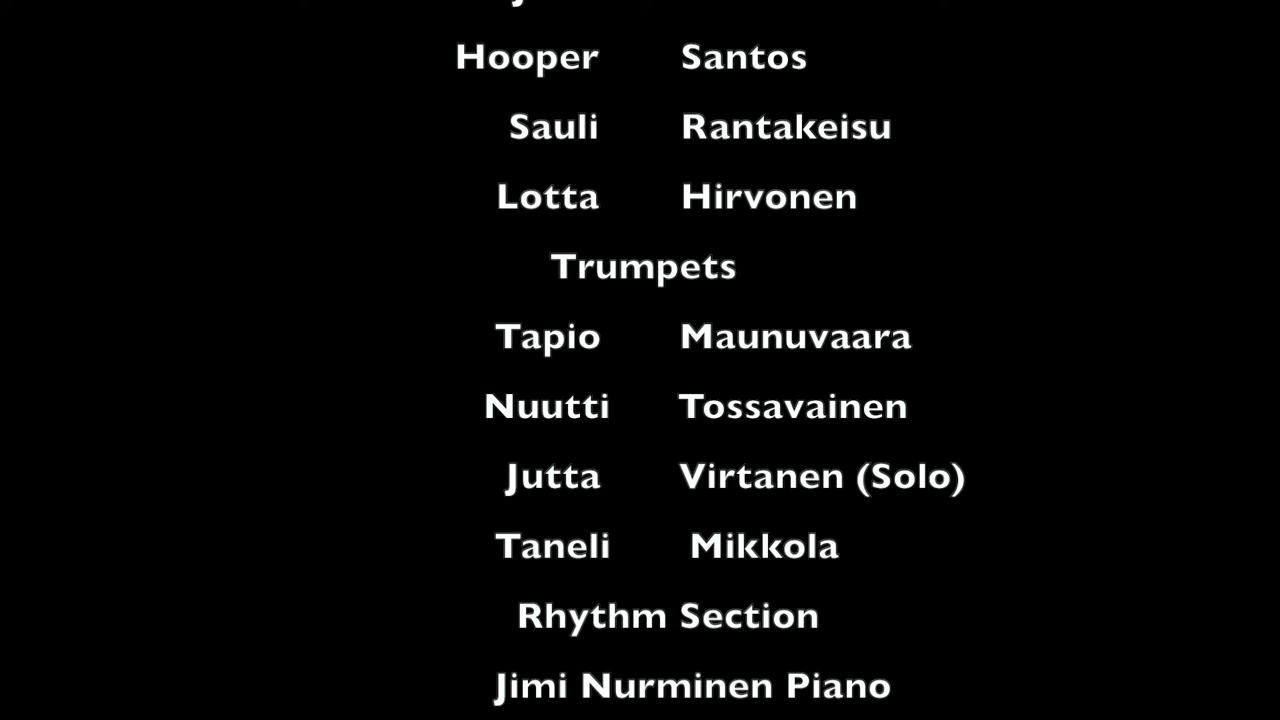 Hooper Santos
Sauli Rantakeisu
Lotta Hirvonen
Trumpets
Tapio Maunuvaara
Nuutti Tossavainen
Jutta Virtanen (Solo)
Taneli Mikkola
Rhythm Section
Jimi Nurminen Piano